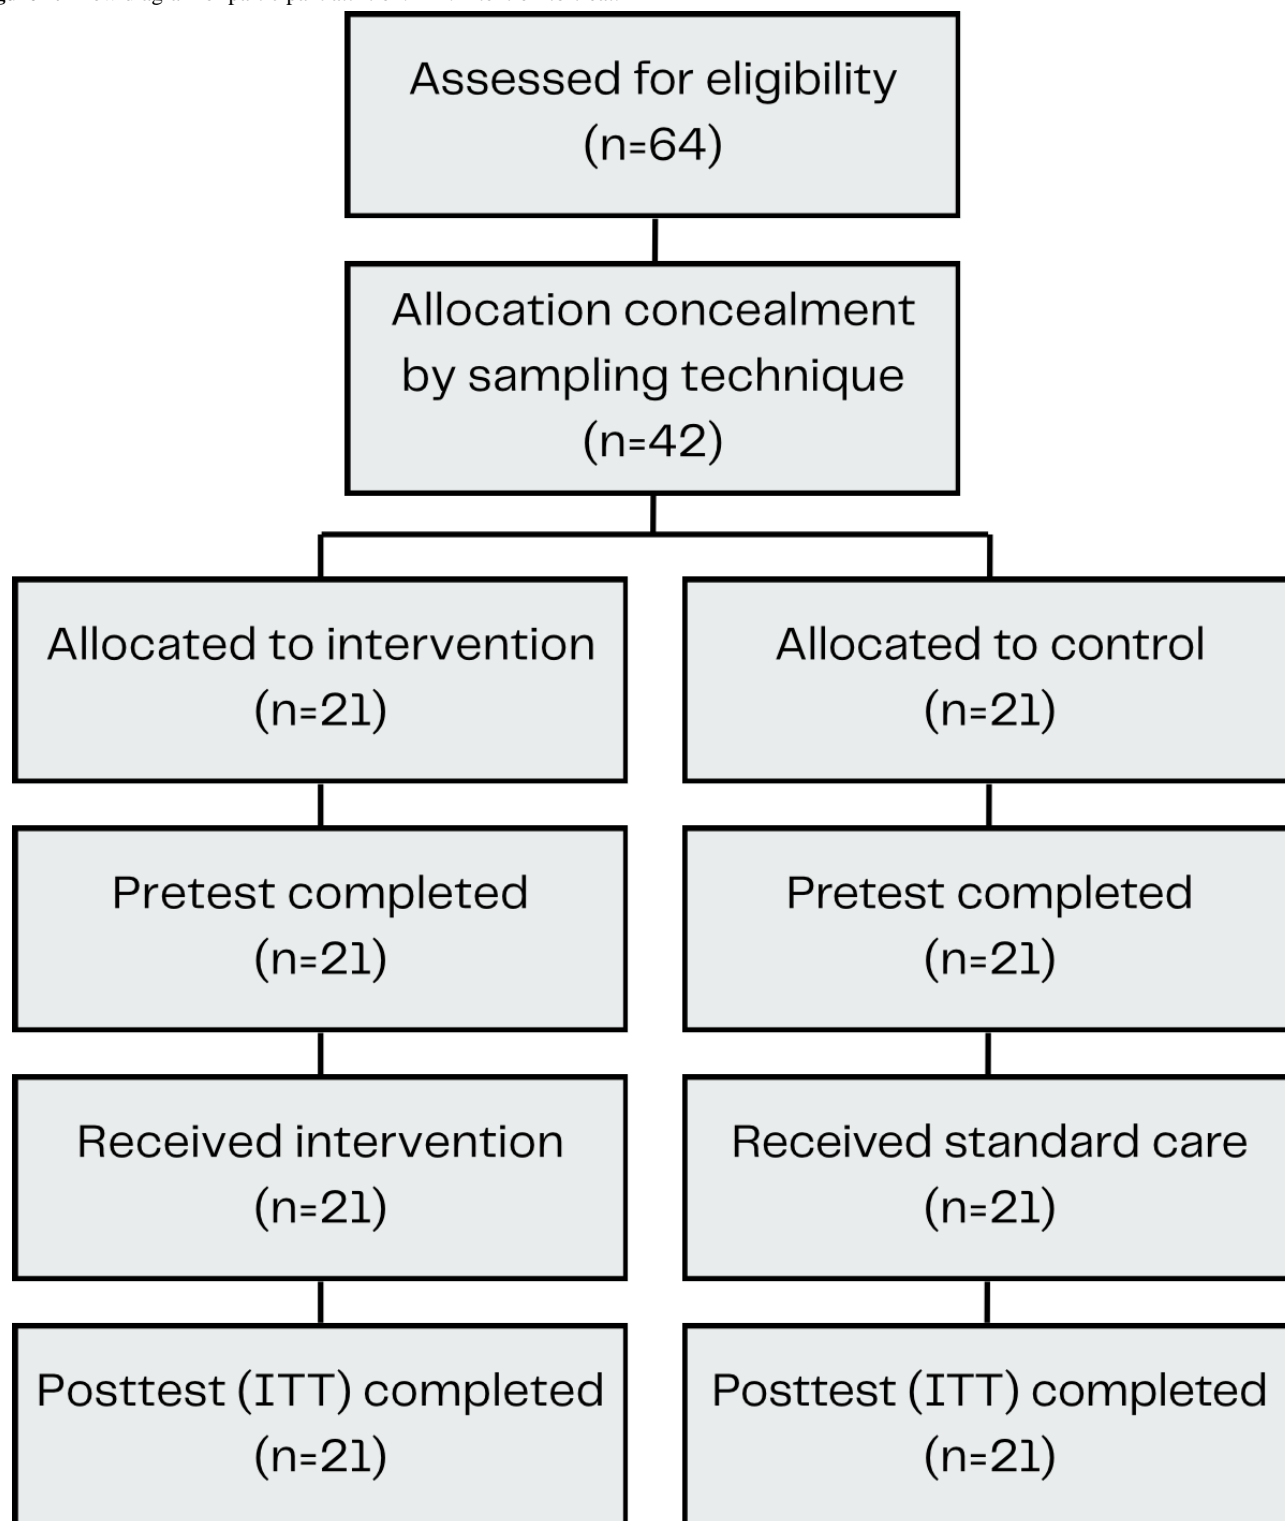 Assessed for eligibility
(n=64)
Allocation concealment
by sampling technique
(n=42)
Allocated to intervention
(n=21)
Allocated to control
(n=21)
Pretest completed
(n=21)
Pretest completed
(n=21)
Received intervention
(n=21)
Received standard care
(n=21)
Posttest (ITT) completed
(n=21)
Posttest (ITT) completed
(n=21)